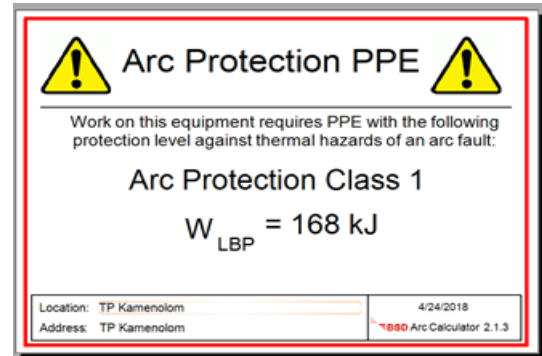 Arc Protection PPE
Work on this equipment requires PPE with the following
protection level against thermal hazards of an arc fault:
Arc Protection Class 1
W LBP = 168 kJ
Location: TP Kamenolom
Address: TP Kamenolom
4/24/2018
BSD Arc Calculator 2.1.3